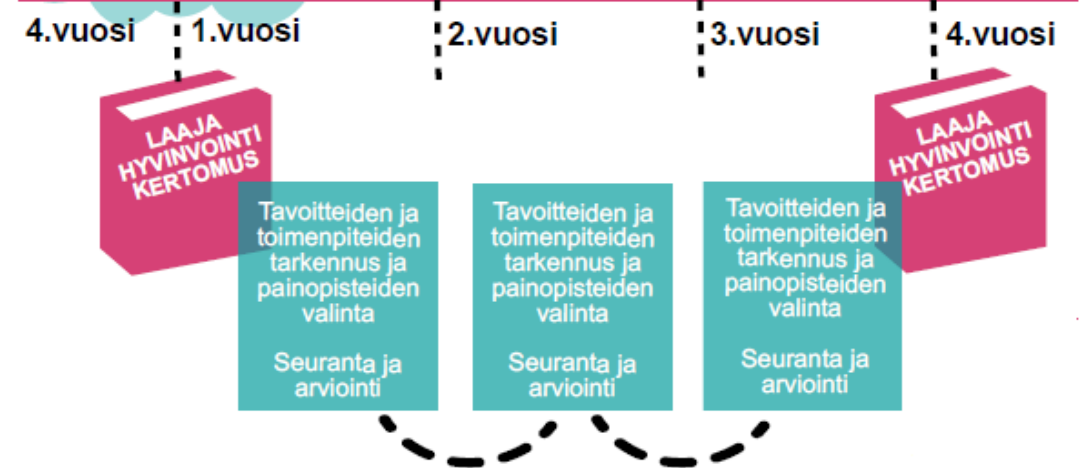 4.vuosi
1.vuosi
2.vuosi
3.vuosi
4.vuosi
LAAJA
HYVINVOINTI
KERTOMUS
Tavoitteiden ja
toimenpiteiden
tarkennus ja
painopisteiden
valinta
Seuranta ja
arviointi
Tavoitteiden ja
toimenpiteiden
tarkennus ja
painopisteiden
valinta
Seuranta ja
arviointi
Tavoitteiden ja
toimenpiteiden
tarkennus ja
painopisteiden
valinta
Seuranta ja
arviointi
LAAJA
HYVINVOINTI
KERTOMUS